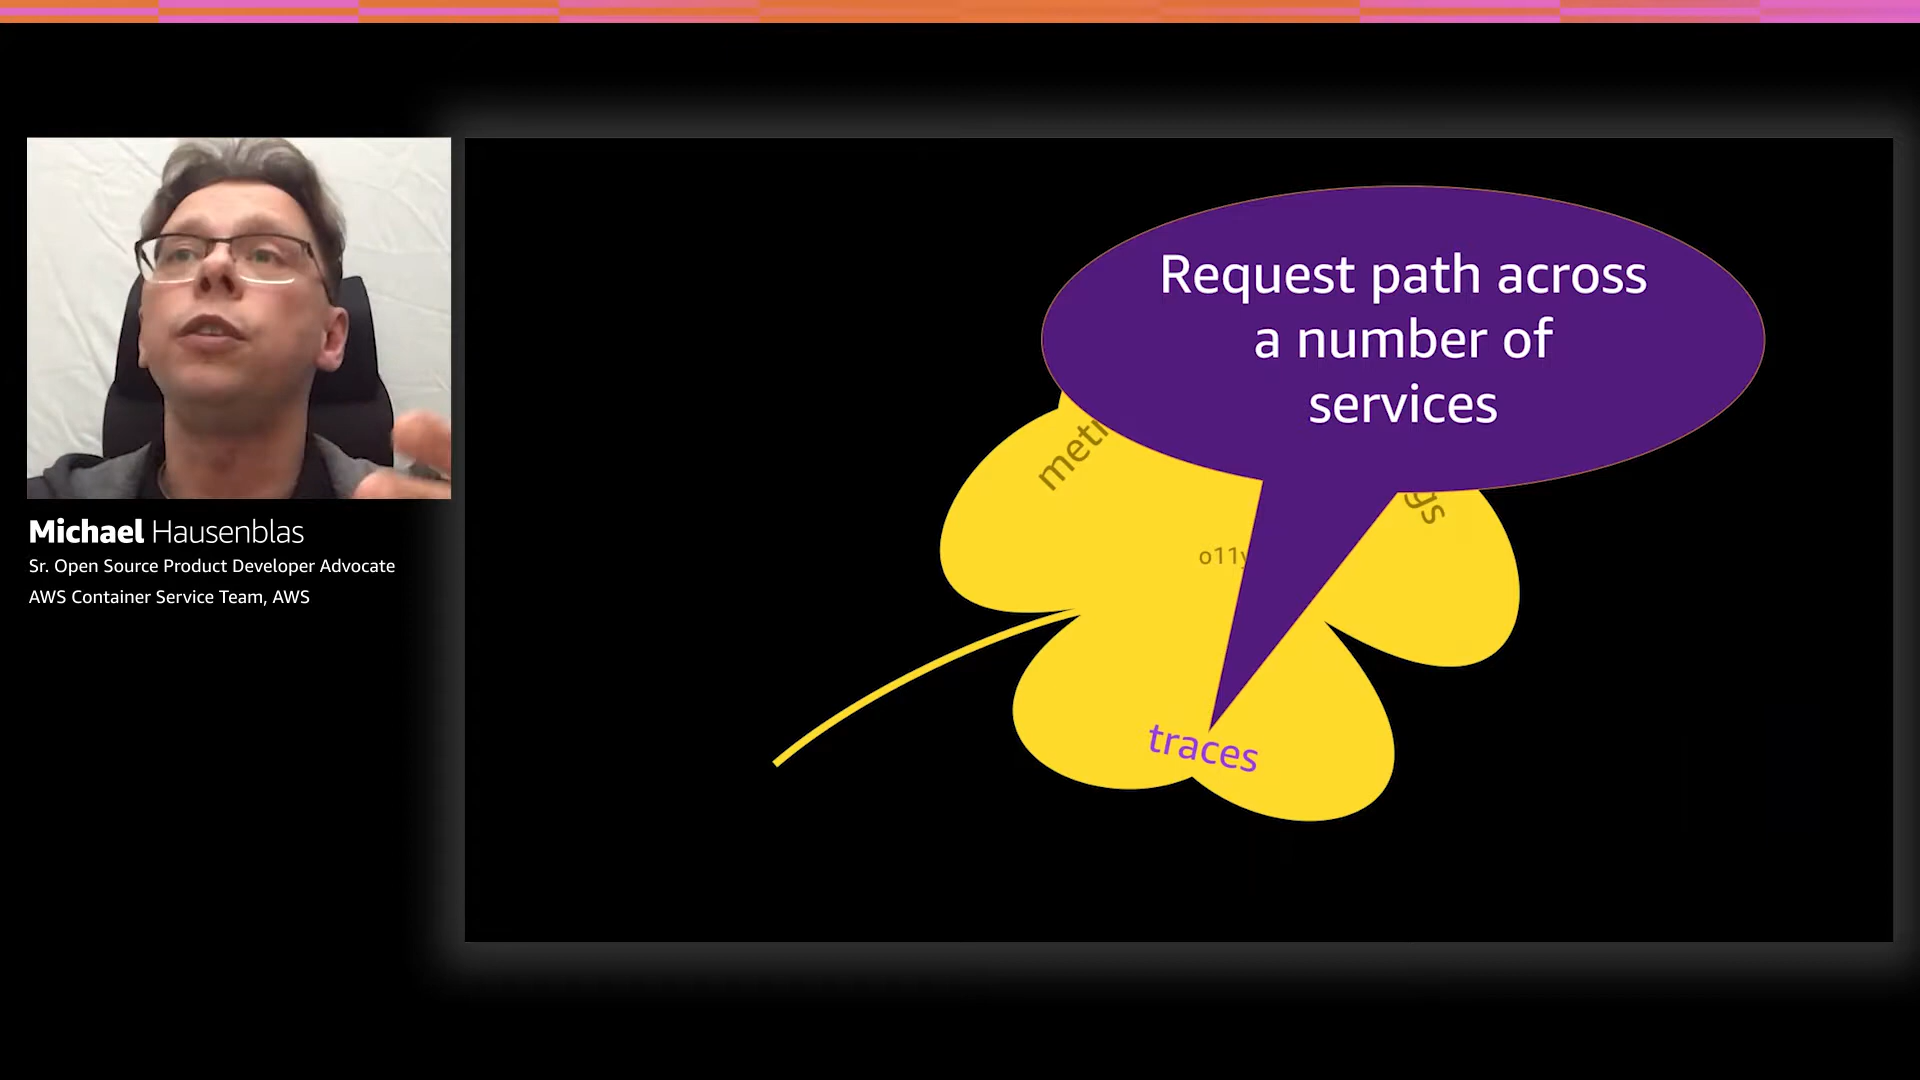 Michael Hausenblas
Sr. Open Source Product Developer Advocate
AWS Container Service Team, AWS
Request path across
a number of
services
traces